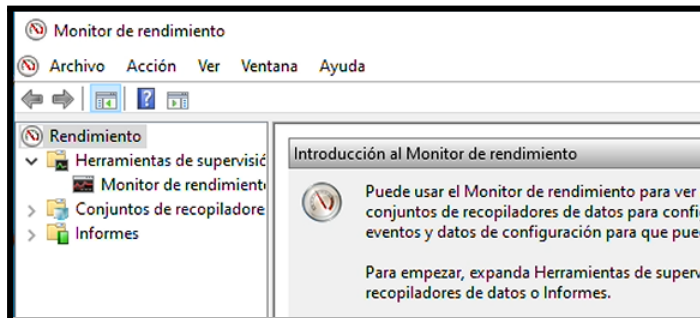 Monitor de rendimiento
Archivo Acción Ver Ventana Ayuda
Rendimiento
Herramientas de supervisió
Monitor de rendimient
Conjuntos de recopiladore
Informes
Introducción al Monitor de rendimiento
Puede usar el Monitor de rendimiento para ver
conjuntos de recopiladores de datos para confi
eventos y datos de configuración para que pue
Para empezar, expanda Herramientas de superv
recopiladores de datos o Informes.